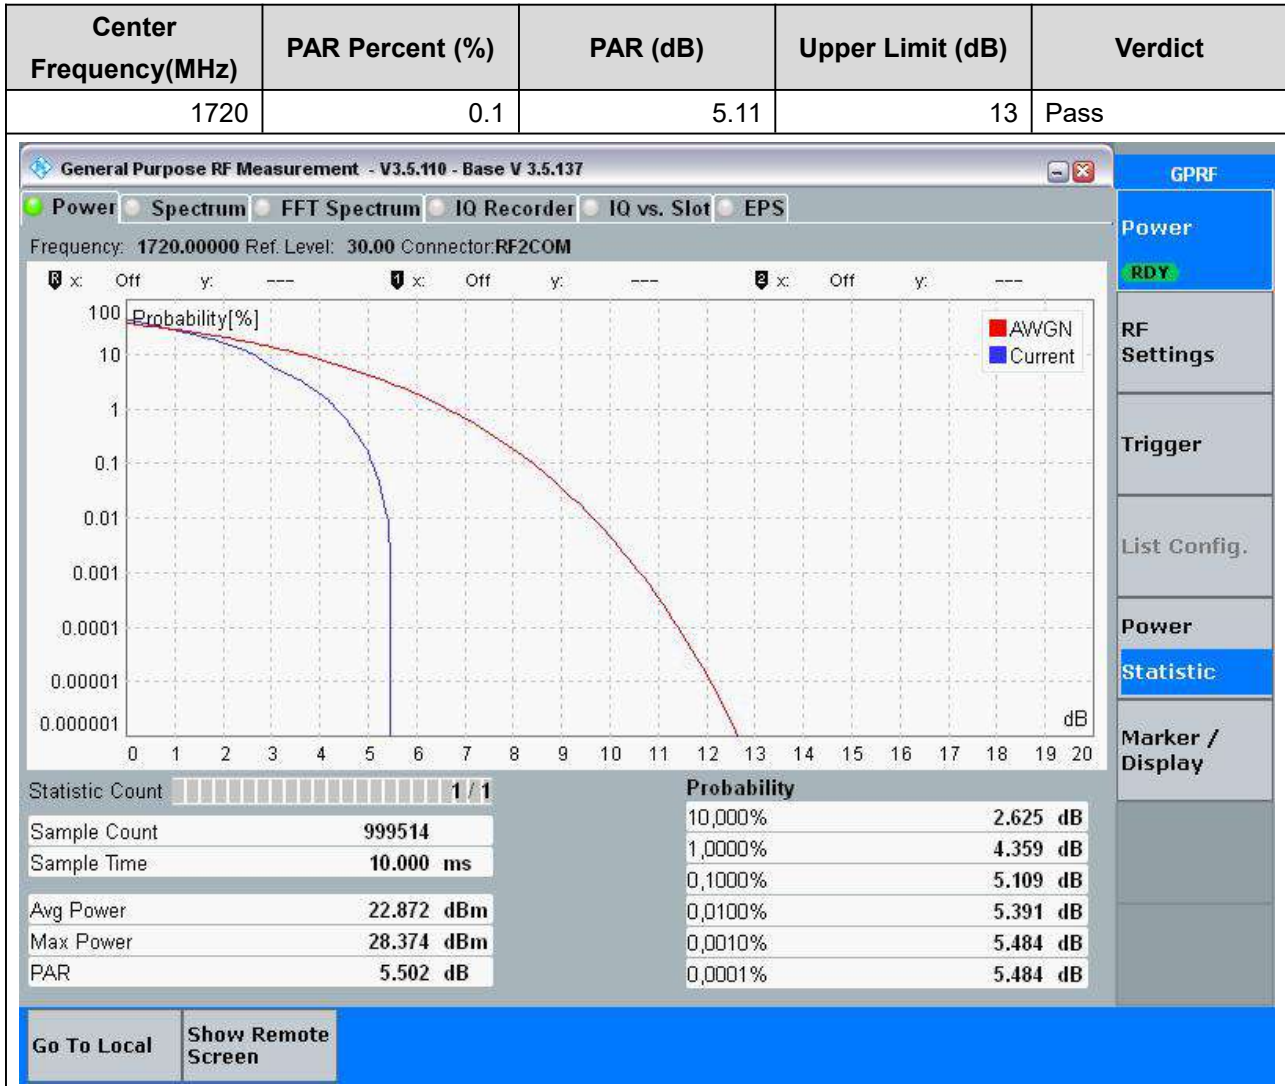 Center Frequency(MHz) PAR Percent (%) PAR (dB) Upper Limit (dB) Verdict
1720 0.1 5.11 13 Pass
General Purpose RF Measurement - V3.5.110 - Base V 3.5.137
GPRF
Power Spectrum FFT Spectrum IQ Recorder IQ vs. Slot EPS
Frequency: 1720.00000 Ref. Level: 30.00 Connector:RF2COM
R x: Off y: --- 1 x: Off y: --- 2 x: Off y: ---
Probability[%]
AWGN
Current
100
10
1
0.1
0.01
0.001
0.0001
0.00001
0.000001
dB
0 1 2 3 4 5 6 7 8 9 10 11 12 13 14 15 16 17 18 19 20
Statistic Count 1 / 1
Sample Count 999514
Sample Time 10.000 ms
Avg Power 22.872 dBm
Max Power 28.374 dBm
PAR 5.502 dB
Probability
10,000% 2.625 dB
1,0000% 4.359 dB
0,1000% 5.109 dB
0,0100% 5.391 dB
0,0010% 5.484 dB
0,0001% 5.484 dB
Power
RDY
RF
Settings
Trigger
List Config.
Power
Statistic
Marker /
Display
Go To Local
Show Remote
Screen